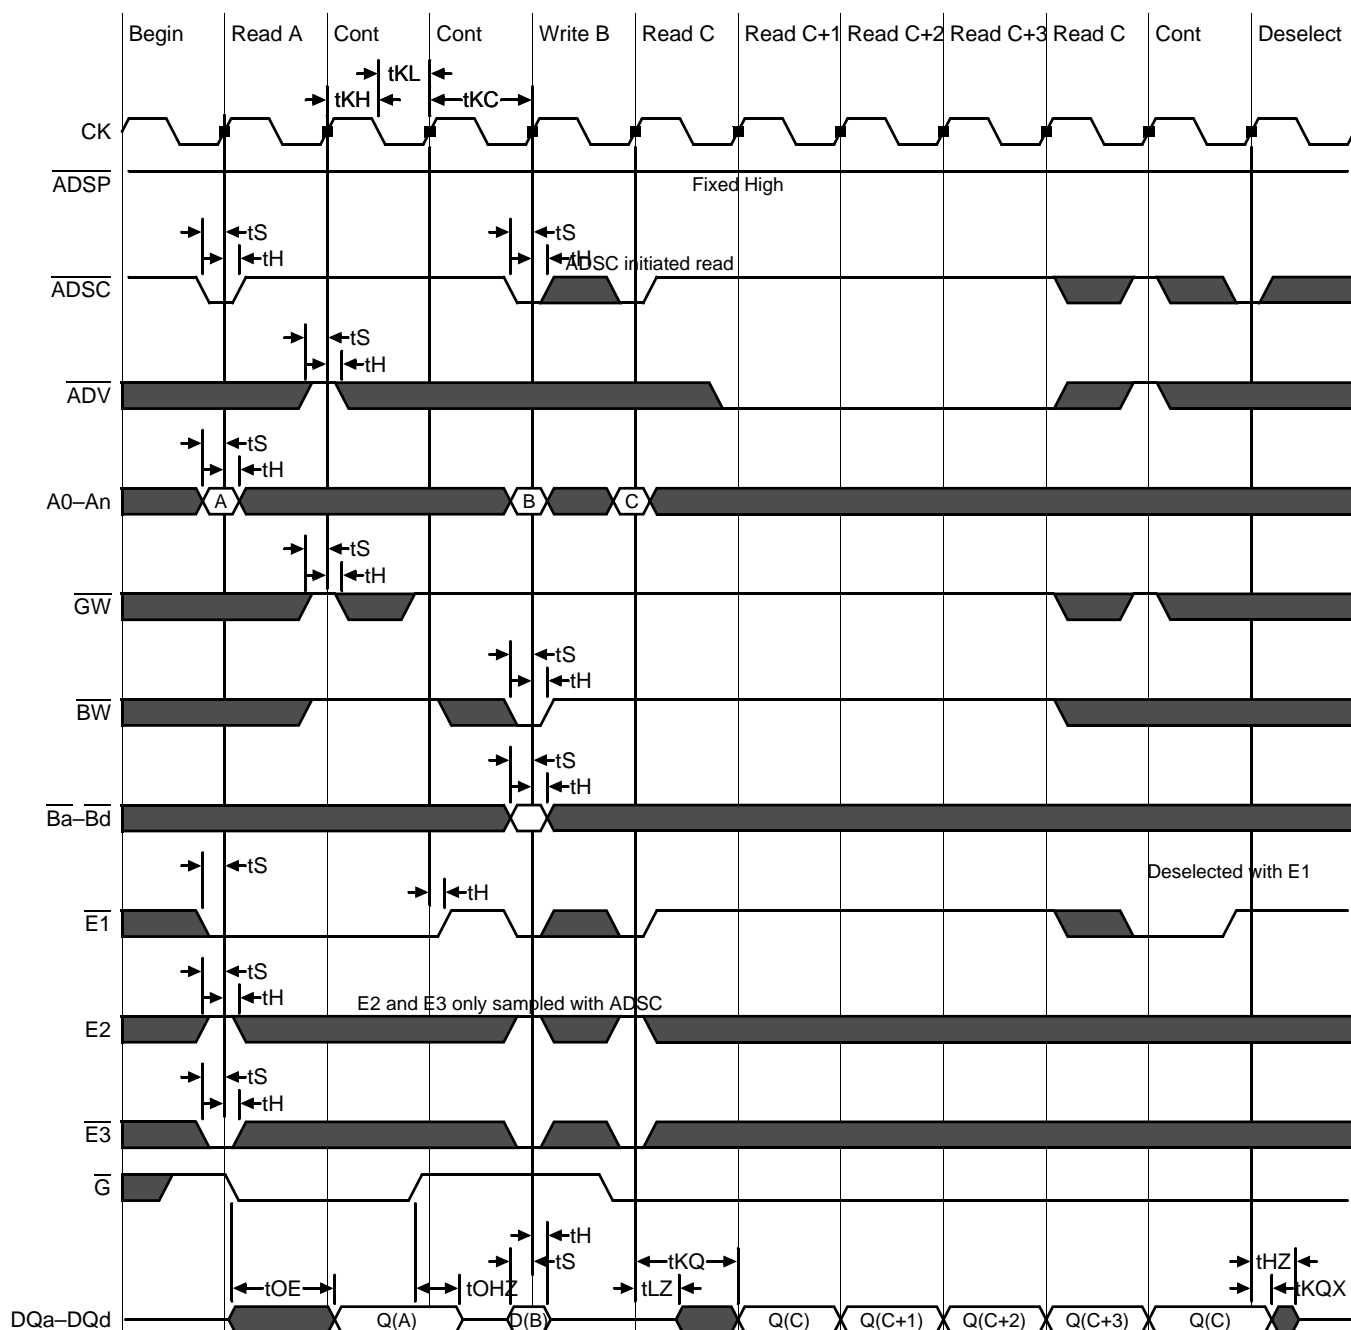 Begin Read A Cont Cont Write B Read C Read C+1 Read C+2 Read C+3 Read C Cont Deselect
tKL
tKH tKC
CK
ADSP
Fixed High
tS tS
tH tH
ADSC initiated read
ADSC
tS
tH
ADV
tS
tH
A0–An A B C
tS
tH
GW
tS
tH
BW
tS
tH
Ba–Bd
tS
Deselected with E1
tH
E1
tS
tH
E2 and E3 only sampled with ADSC
E2
tS
tH
E3
G
tH
tS tKQ tHZ
tOE tOHZ tLZ tKQX
DQa–DQd Q(A) D(B) Q(C) Q(C+1) Q(C+2) Q(C+3) Q(C)